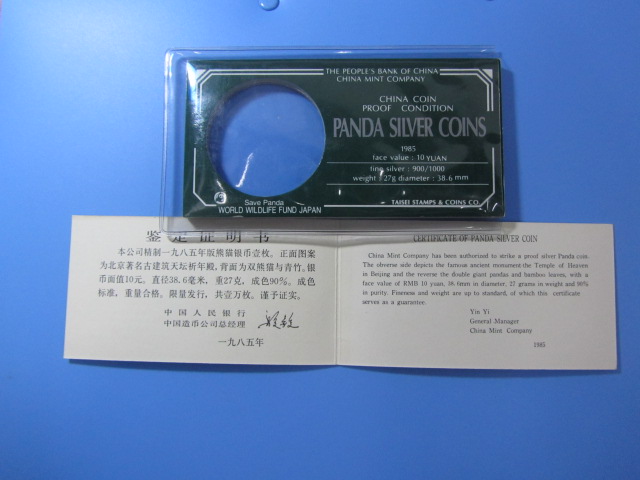 THE PEOPLE'S BANK OF CHINA
CHINA MINT COMPANY
CHINA COIN
PROOF CONDITION
PANDA SILVER COINS
1985
face value : 10 YUAN
fine silver : 900/1000
weight : 27g diameter : 38.6 mm
Save Panda
WORLD WILDLIFE FUND JAPAN
TAISEI STAMPS & COINS CO.
鉴定证明书
本公司精制一九八五年版熊猫银币壹枚。正面图案
为北京著名古建筑天坛祈年殿,背面为双熊猫与青竹。银
币面值10元。直径38.6毫米,重27克,成色90%。成色
标准,重量合格。限量发行,共壹万枚。谨予证实。
中国人民银行
中国造币公司总经理
一九八五年
CERTIFICATE OF PANDA SILVER COIN
China Mint Company has been authorized to strike a proof silver Panda coin.
The obverse side depicts the famous ancient monument the Temple of Heaven
in Beijing and the reverse the double giant pandas and bamboo leaves, with a
face value of RMB 10 yuan, 38.6mm in diameter, 27 grams in weight and 90%
in purity. Fineness and weight are up to standard, of which this certificate
serves as a guarantee.
Yin Yi
General Manager
China Mint Company
1985